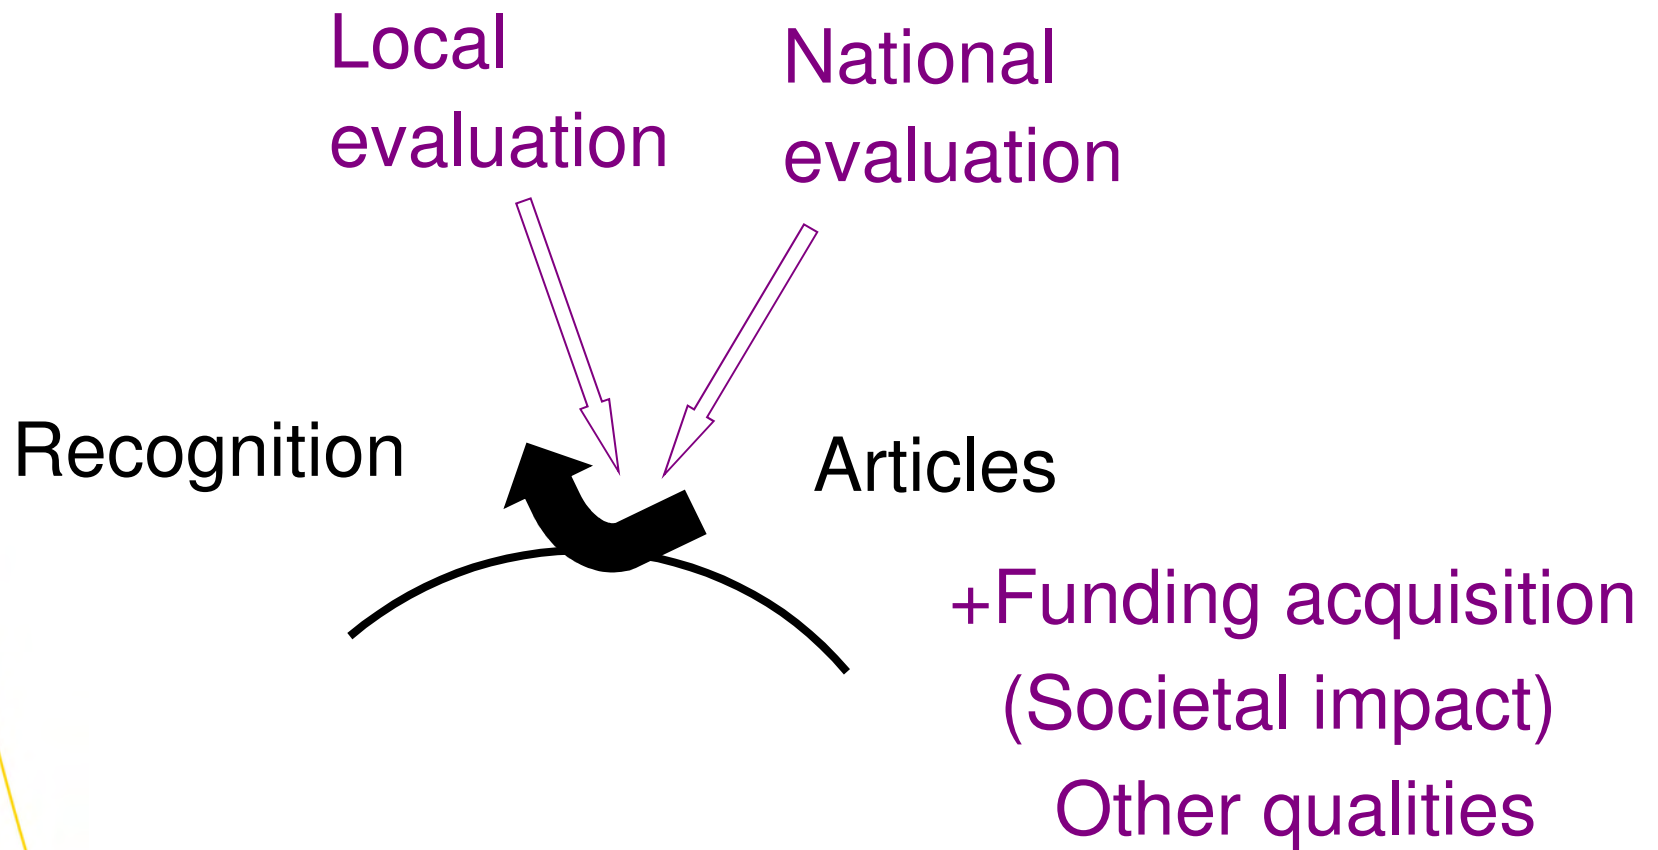 Local
evaluation
National
evaluation
Recognition
Articles
+Funding acquisition
(Societal impact)
Other qualities